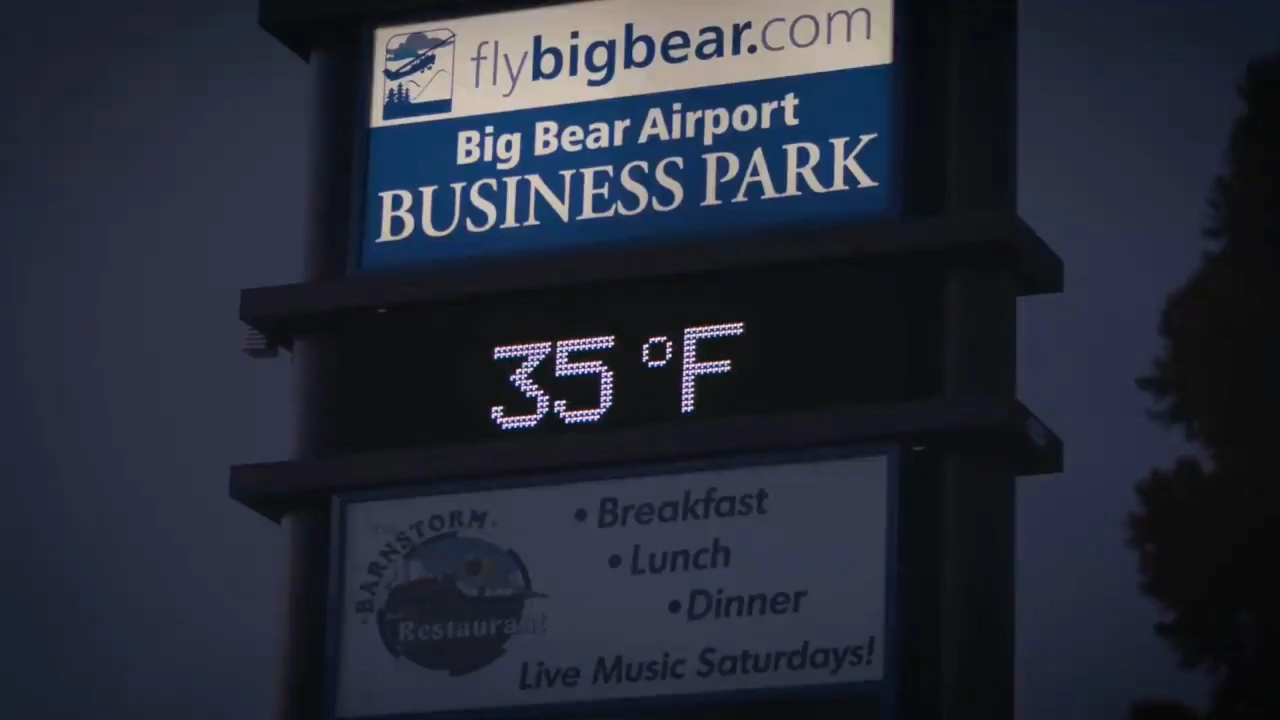 flybigbear.com
Big Bear Airport
BUSINESS PARK
35 °F
BARNSTORM
Restaurant
• Breakfast
• Lunch
• Dinner
Live Music Saturdays!